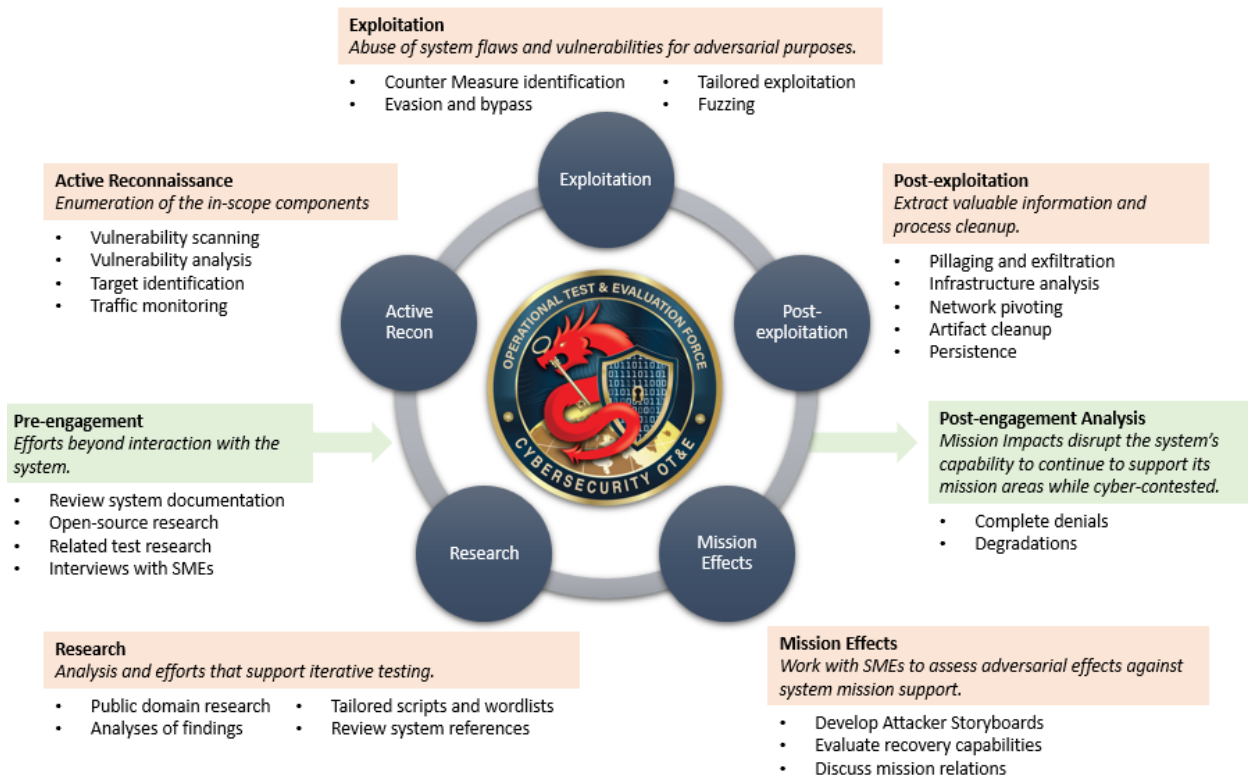 Exploitation
Abuse of system flaws and vulnerabilities for adversarial purposes.
• Counter Measure identification
• Evasion and bypass
• Tailored exploitation
• Fuzzing
Active Reconnaissance
Enumeration of the in-scope components
• Vulnerability scanning
• Vulnerability analysis
• Target identification
• Traffic monitoring
Exploitation
Post-exploitation
Extract valuable information and
process cleanup.
• Pillaging and exfiltration
• Infrastructure analysis
• Network pivoting
• Artifact cleanup
• Persistence
Active
Recon
OPERATIONAL TEST & EVALUATION FORCE
CYBERSECURITY OT&E
Post-
exploitation
Pre-engagement
Efforts beyond interaction with the
system.
• Review system documentation
• Open-source research
• Related test research
• Interviews with SMEs
Post-engagement Analysis
Mission Impacts disrupt the system's
capability to continue to support its
mission areas while cyber-contested.
• Complete denials
• Degradations
Research
Mission
Effects
Research
Analysis and efforts that support iterative testing.
• Public domain research
• Analyses of findings
• Tailored scripts and wordlists
• Review system references
Mission Effects
Work with SMEs to assess adversarial effects against
system mission support.
• Develop Attacker Storyboards
• Evaluate recovery capabilities
• Discuss mission relations